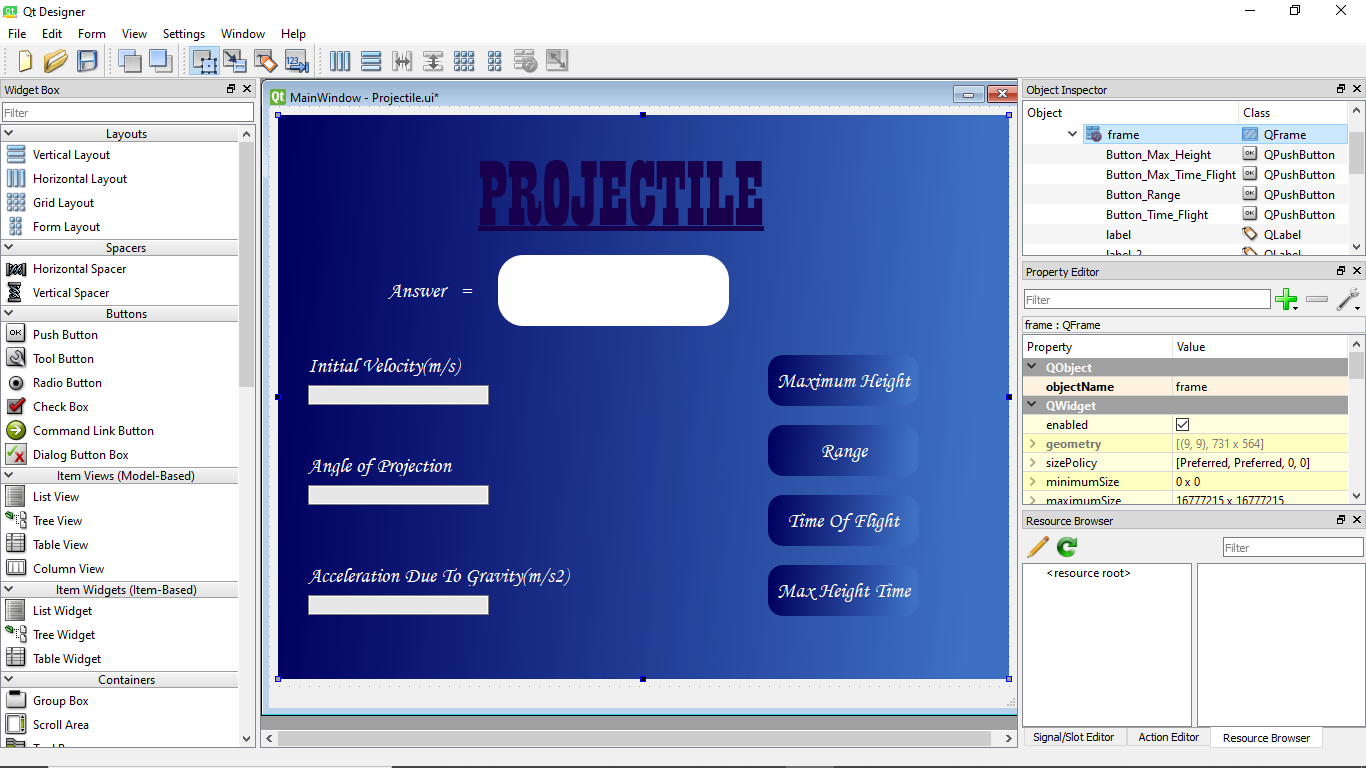 Qt Designer
File Edit Form View Settings Window Help
Widget Box
Filter
Layouts
Vertical Layout
Horizontal Layout
Grid Layout
Form Layout
Spacers
Horizontal Spacer
Vertical Spacer
Buttons
Push Button
Tool Button
Radio Button
Check Box
Command Link Button
Dialog Button Box
Item Views (Model-Based)
List View
Tree View
Table View
Column View
Item Widgets (Item-Based)
List Widget
Tree Widget
Table Widget
Containers
Group Box
Scroll Area
MainWindow - Projectile.ui*
PROJECTILE
Answer =
Initial Velocity(m/s)
Angle of Projection
Acceleration Due To Gravity(m/s2)
Maximum Height
Range
Time Of Flight
Max Height Time
Object Inspector
Object Class
frame QFrame
Button_Max_Height QPushButton
Button_Max_Time_Flight QPushButton
Button_Range QPushButton
Button_Time_Flight QPushButton
label QLabel
label_2 QLabel
Property Editor
Filter
frame : QFrame
Property Value
QObject
objectName frame
QWidget
enabled
geometry [(9, 9), 731 x 564]
sizePolicy [Preferred, Preferred, 0, 0]
minimumSize 0 x 0
maximumSize 16777215 x 16777215
Resource Browser
Filter
<resource root>
Signal/Slot Editor Action Editor Resource Browser